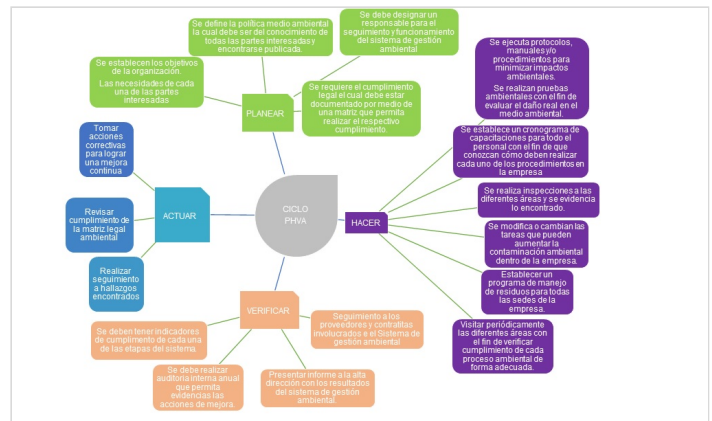 Se define la política medio ambiental
la cual debe ser del conocimiento de
todas las partes interesadas y
encontrarse publicada.
Se debe designar un
responsable para el
seguimiento y funcionamiento
del sistema de gestión
ambiental
Se establecen los objetivos
de la organización.
Las necesidades de cada
una de las partes
interesadas
Se requiere el cumplimiento
legal el cual debe estar
documentado por medio de
una matriz que permita
realizar el respectivo
cumplimiento.
PLANEAR
Se ejecuta protocolos,
manuales y/o
procedimientos para
minimizar impactos
ambientales.
Se realizan pruebas
ambientales con el fin de
evaluar el daño real en el
medio ambiental.
Se establece un cronograma de
capacitaciones para todo el
personal con el fin de que
conozcan cómo deben realizar
cada uno de los procedimientos en
la empresa
Se realiza inspecciones a las
diferentes áreas y se evidencia
lo encontrado.
Se modifica o cambian las
tareas que pueden
aumentar la
contaminación ambiental
dentro de la empresa.
Establecer un
programa de manejo
de residuos para todas
las sedes de la
empresa.
Visitar periódicamente
las diferentes áreas con
el fin de verificar
cumplimiento de cada
proceso ambiental de
forma adecuada.
HACER
CICLO
PHVA
Tomar
acciones
correctivas
para lograr
una mejora
continua
Revisar
cumplimiento de
la matriz legal
ambiental
Realizar
seguimiento
a hallazgos
encontrados
ACTUAR
VERIFICAR
Se deben tener indicadores
de cumplimiento de cada una
de las etapas del sistema
Seguimiento a los
proveedores y contratitas
involucrados e el Sistema de
gestión ambiental
Se debe realizar
auditoria interna anual
que permita
evidencias las
acciones de mejora.
Presentar informe a la alta
dirección con los resultados
del sistema de gestión
ambiental